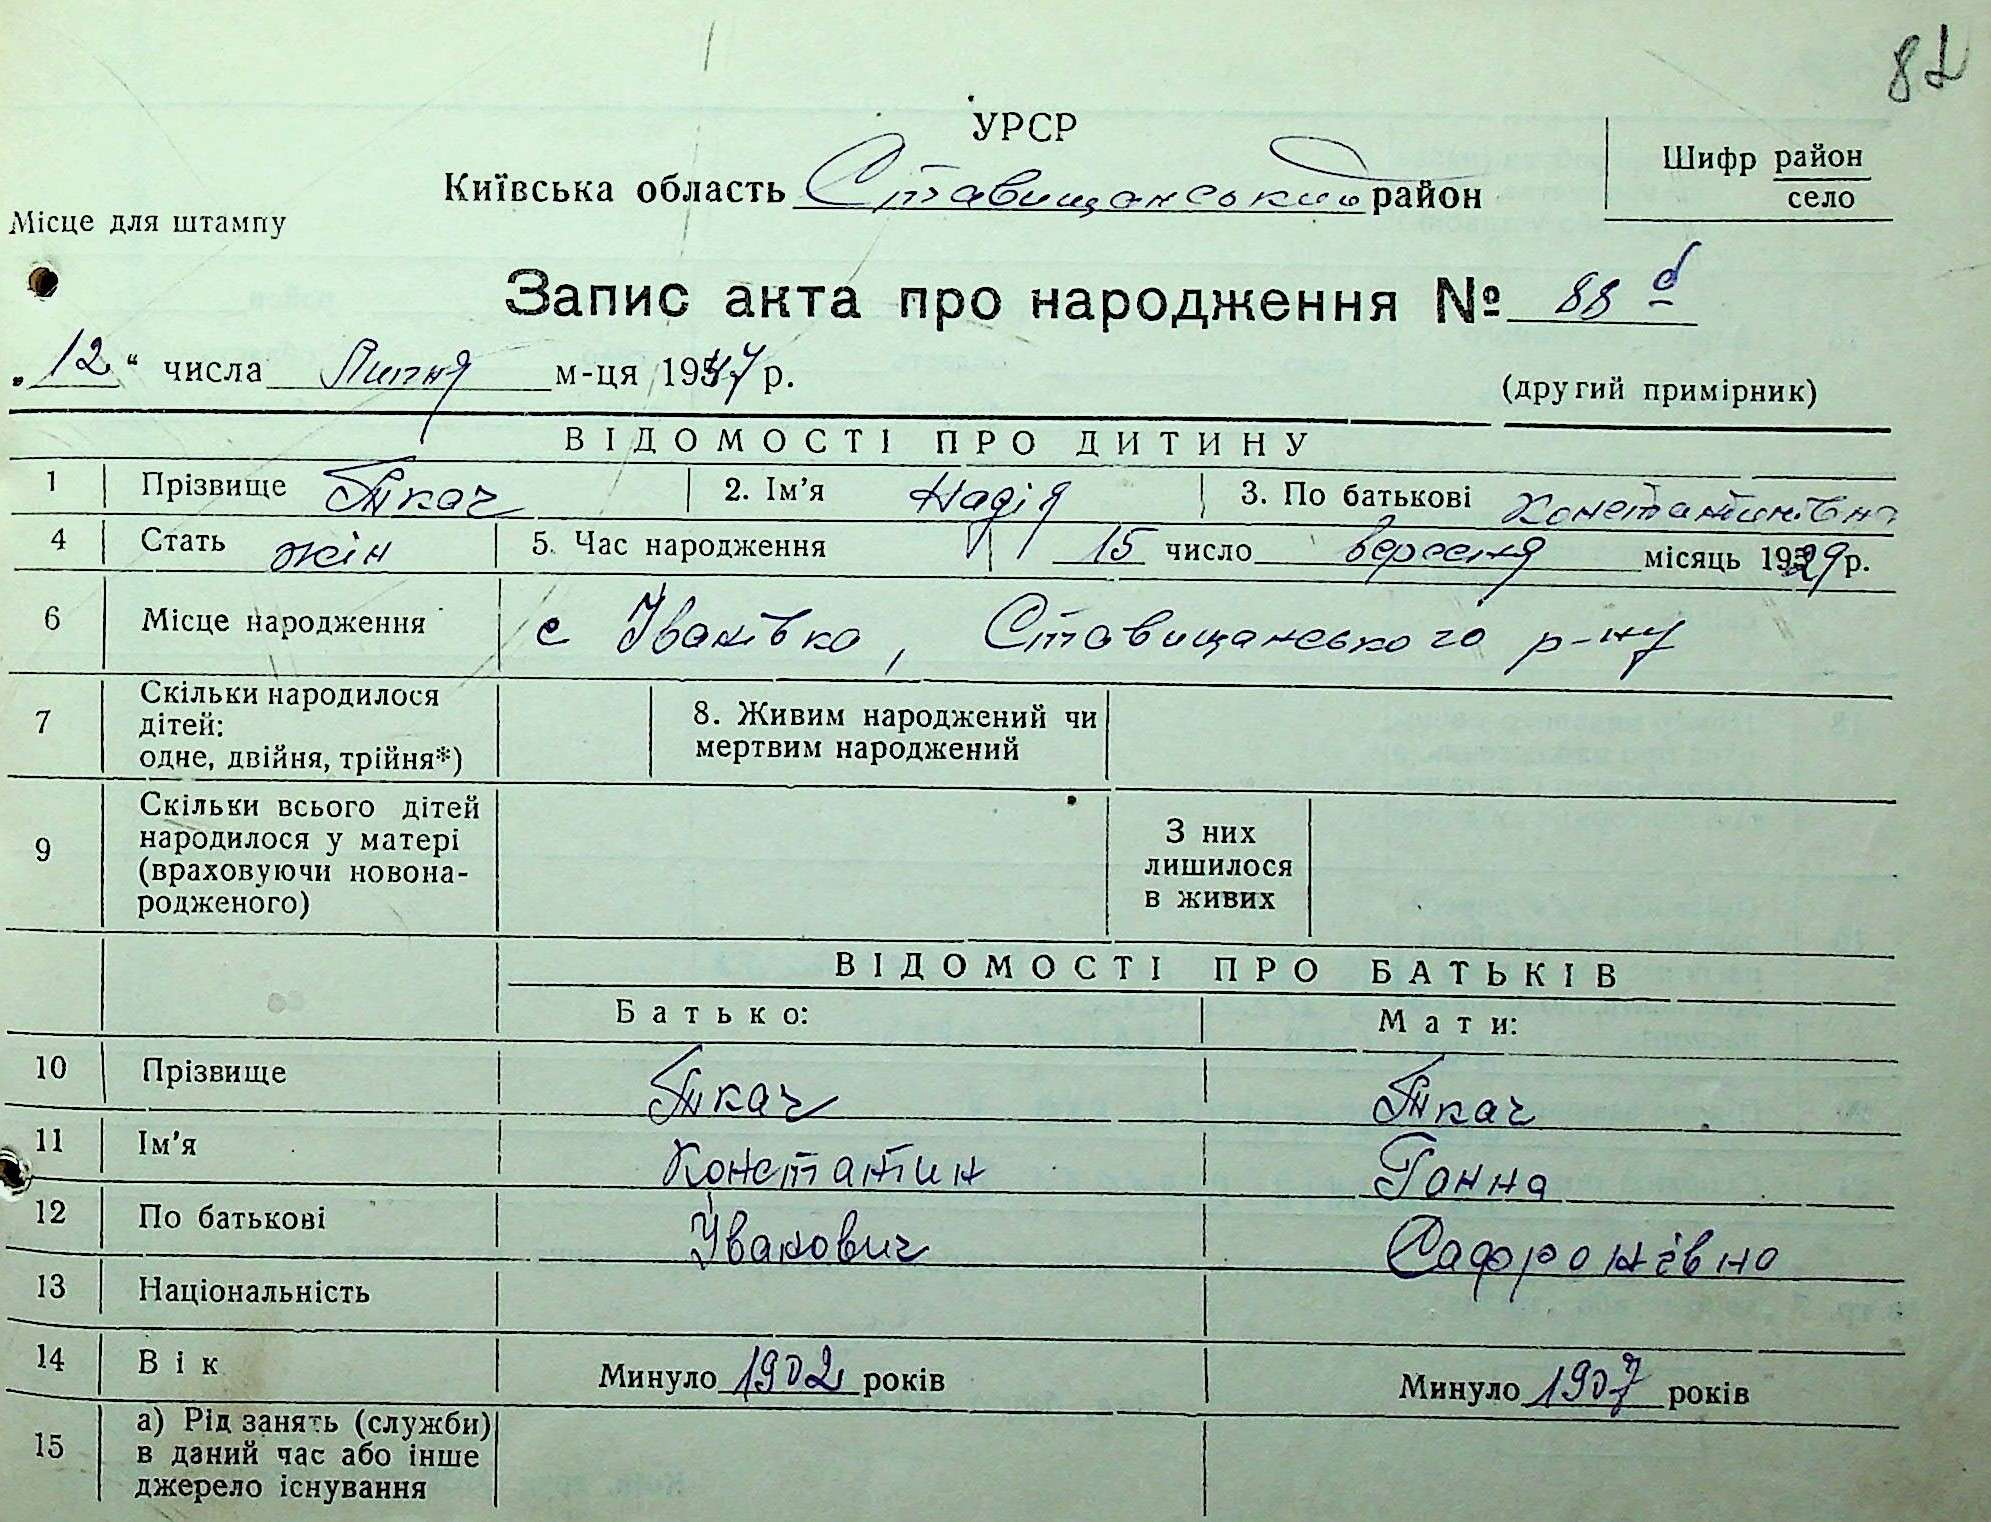 82
УРСР
Київська область Ставищанський район
Шифр район
село
Місце для штампу
Запис акта про народження № 88 д
„12“ числа Липня м-ця 1947 р.
(другий примірник)
ВІДОМОСТІ ПРО ДИТИНУ
1 Прізвище Ткач 2. Ім'я Надія 3. По батькові Константинівна
4 Стать жін 5. Час народження 15 число вересня місяць 1929 р.
6 Місце народження с Іванівка, Ставищанського р-ну
7 Скільки народилося
дітей:
одне, двійня, трійня*)
8. Живим народжений чи
мертвим народжений
9 Скільки всього дітей
народилося у матері
(враховуючи новона-
родженого)
З них
лишилося
в живих
ВІДОМОСТІ ПРО БАТЬКІВ
Батько: Мати:
10 Прізвище Ткач Ткач
11 Ім'я Константин Ганна
12 По батькові Іванович Сафронівна
13 Національність
14 Вік Минуло 1902 років Минуло 1907 років
15 а) Рід занять (служби)
в даний час або інше
джерело існування